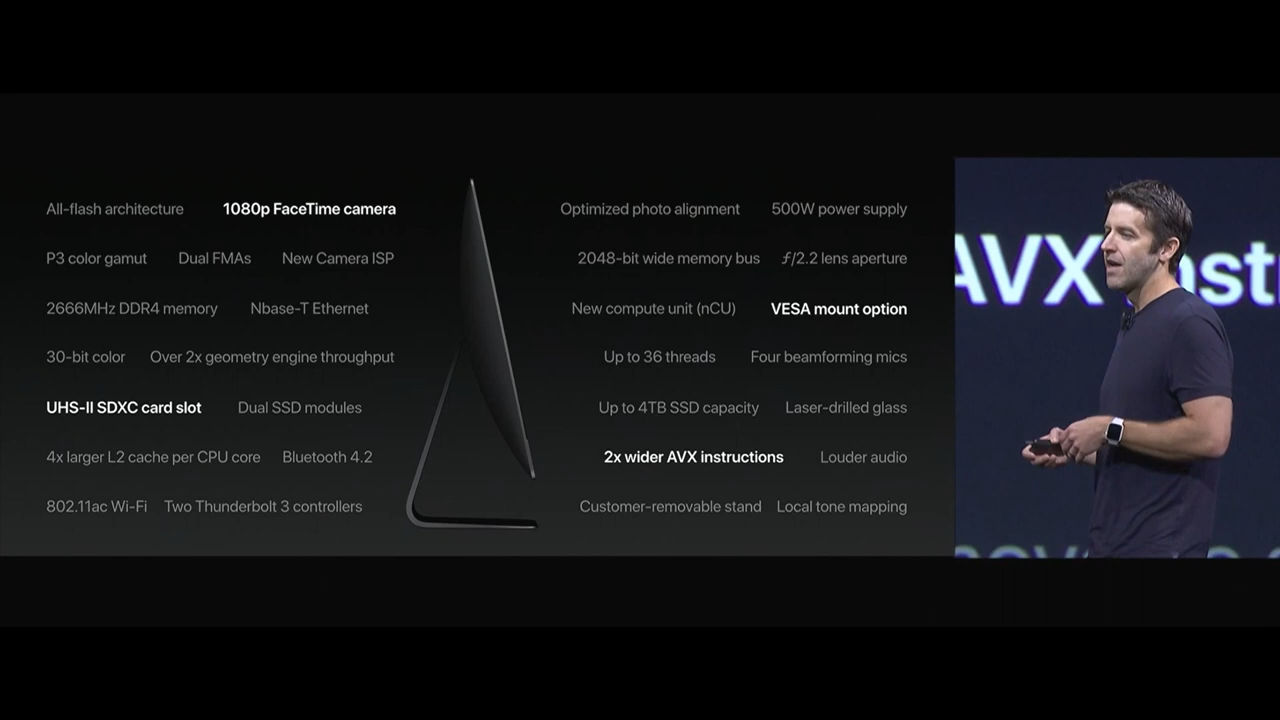 All-flash architecture 1080p FaceTime camera
P3 color gamut Dual FMAs New Camera ISP
2666MHz DDR4 memory Nbase-T Ethernet
30-bit color Over 2x geometry engine throughput
UHS-II SDXC card slot Dual SSD modules
4x larger L2 cache per CPU core Bluetooth 4.2
802.11ac Wi-Fi Two Thunderbolt 3 controllers
Optimized photo alignment 500W power supply
2048-bit wide memory bus ƒ/2.2 lens aperture
New compute unit (nCU) VESA mount option
Up to 36 threads Four beamforming mics
Up to 4TB SSD capacity Laser-drilled glass
2x wider AVX instructions Louder audio
Customer-removable stand Local tone mapping
AVX inst